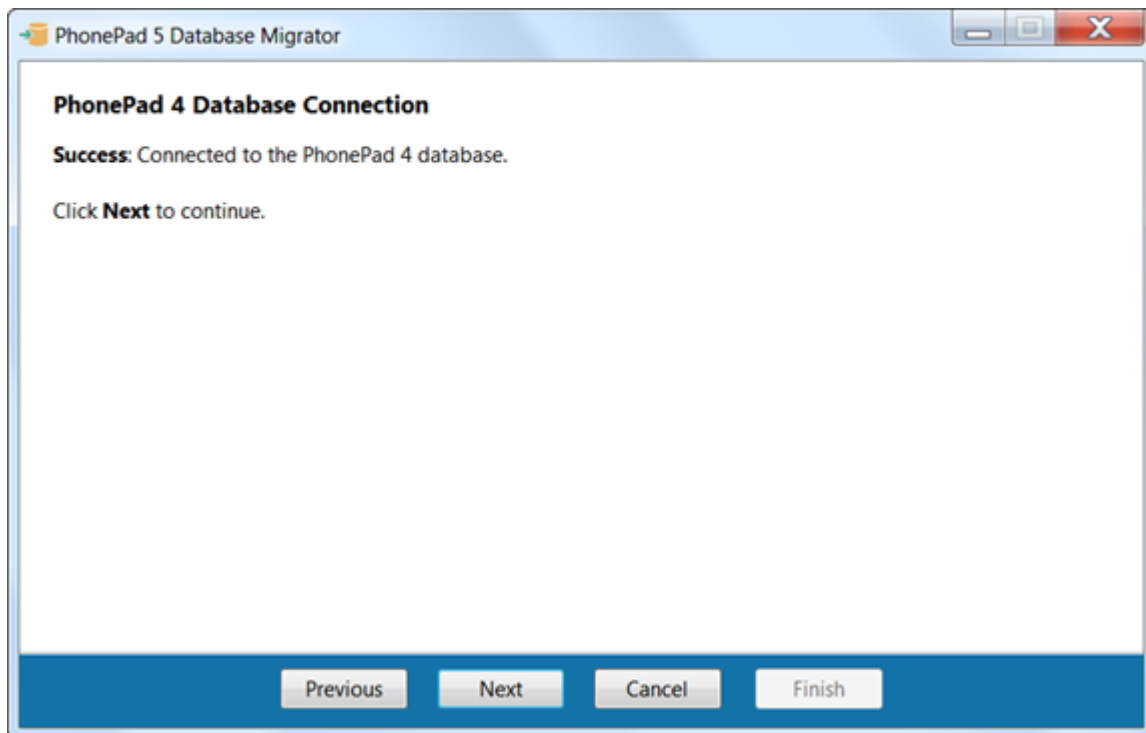 PhonePad 5 Database Migrator
PhonePad 4 Database Connection
Success: Connected to the PhonePad 4 database.
Click Next to continue.
Previous
Next
Cancel
Finish